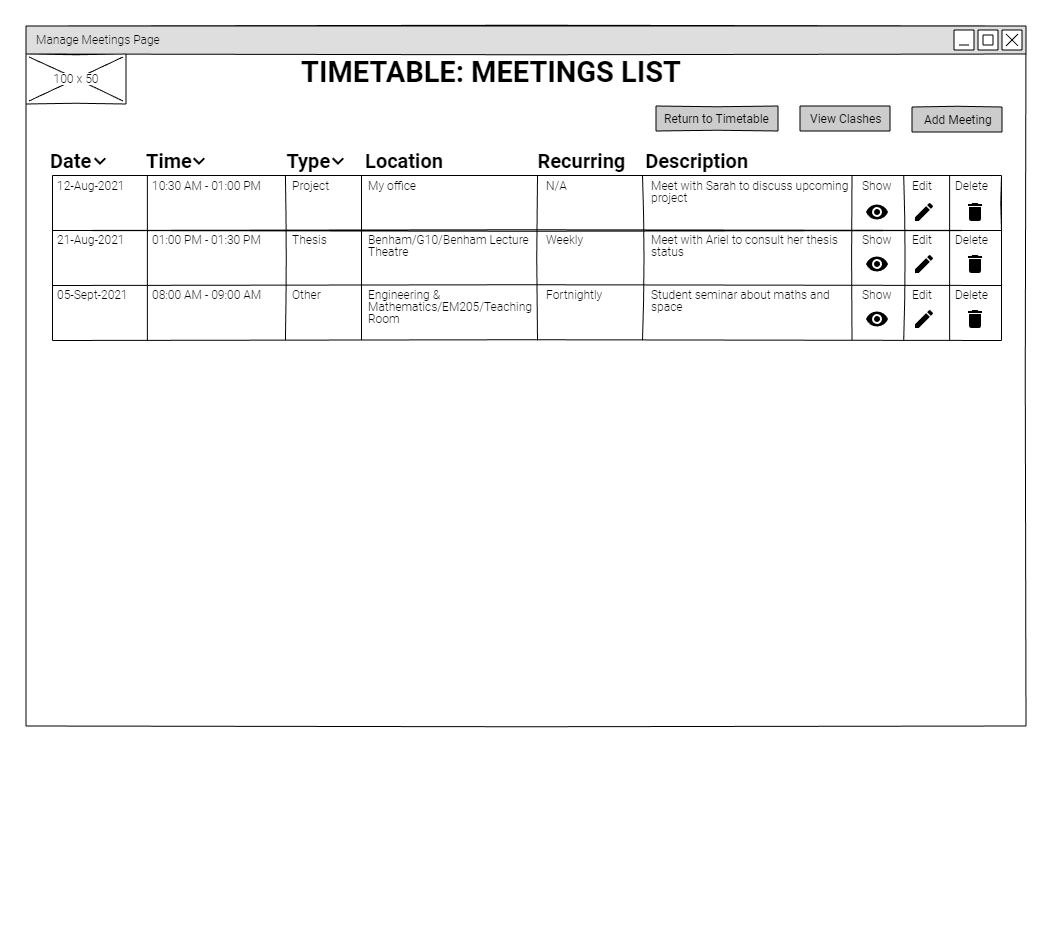 Manage Meetings Page
100 x 50
TIMETABLE: MEETINGS LIST
Return to Timetable View Clashes Add Meeting
Date Time Type Location Recurring Description
12-Aug-2021 10:30 AM - 01:00 PM Project My office N/A Meet with Sarah to discuss upcoming Show Edit Delete
project
21-Aug-2021 01:00 PM - 01:30 PM Thesis Benham/G10/Benham Lecture Weekly Meet with Ariel to consult her thesis Show Edit Delete
Theatre status
05-Sept-2021 08:00 AM - 09:00 AM Other Engineering & Fortnightly Student seminar about maths and Show Edit Delete
Mathematics/EM205/Teaching space
Room